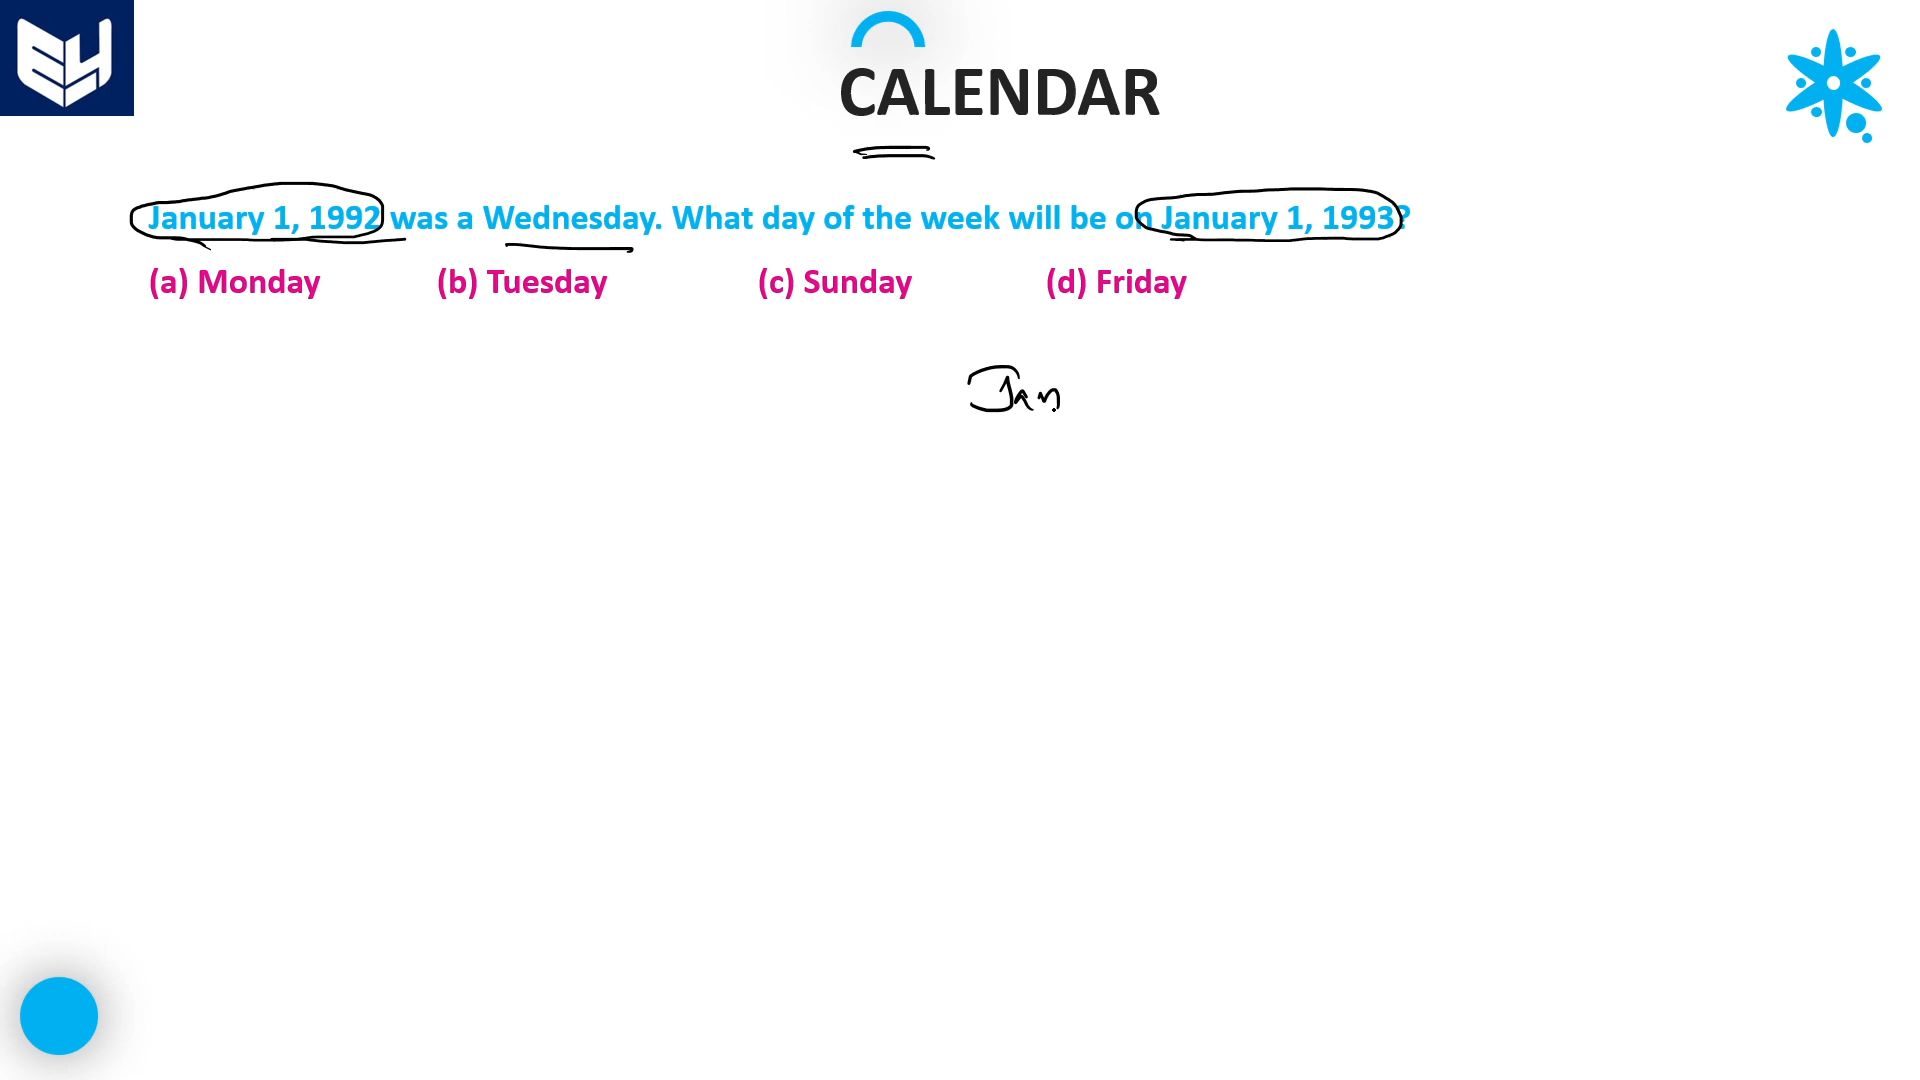 CALENDAR
January 1, 1992 was a Wednesday. What day of the week will be on January 1, 1993?
(a) Monday (b) Tuesday (c) Sunday (d) Friday
Jan